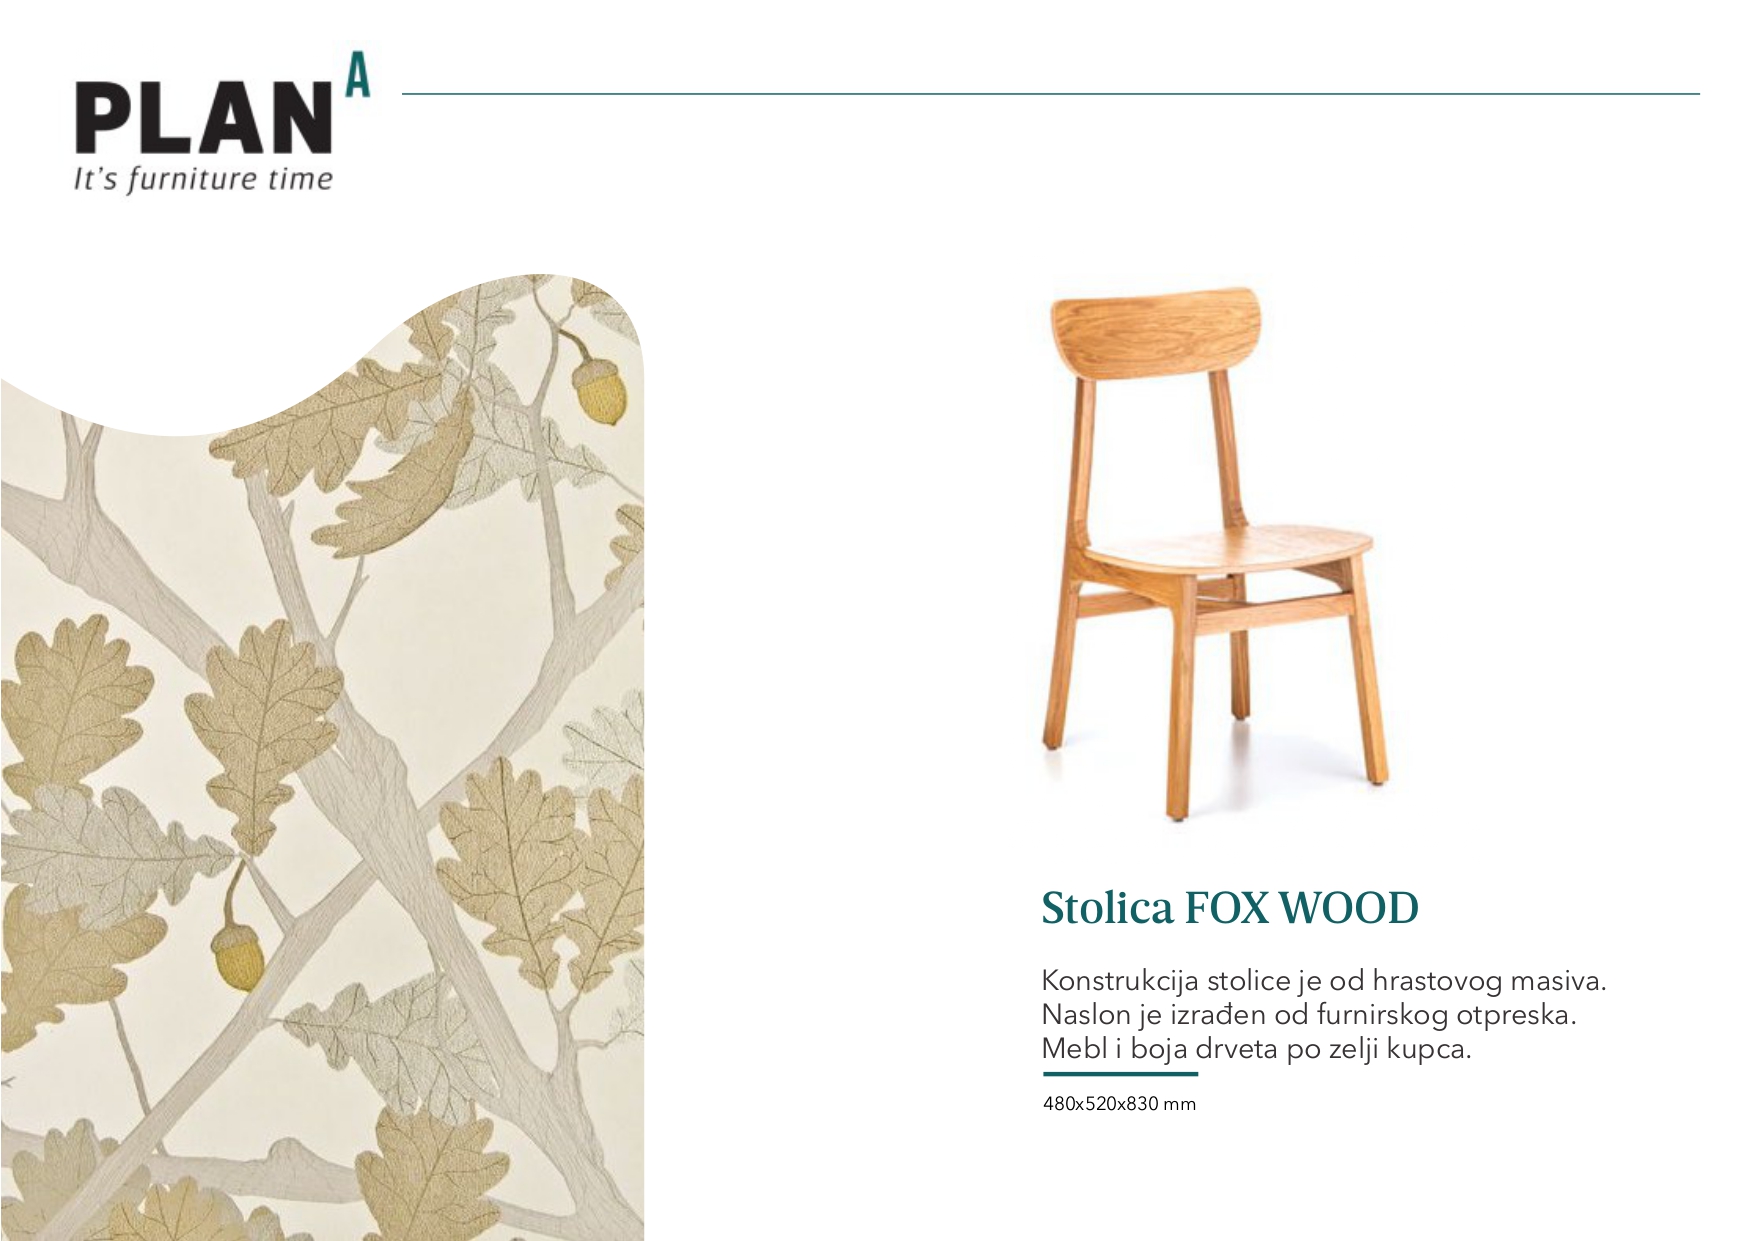 PLAN A
It's furniture time
Stolica FOX WOOD
Konstrukcija stolice je od hrastovog masiva.
Naslon je izrađen od furnirskog otpreska.
Mebl i boja drveta po zelji kupca.
480x520x830 mm